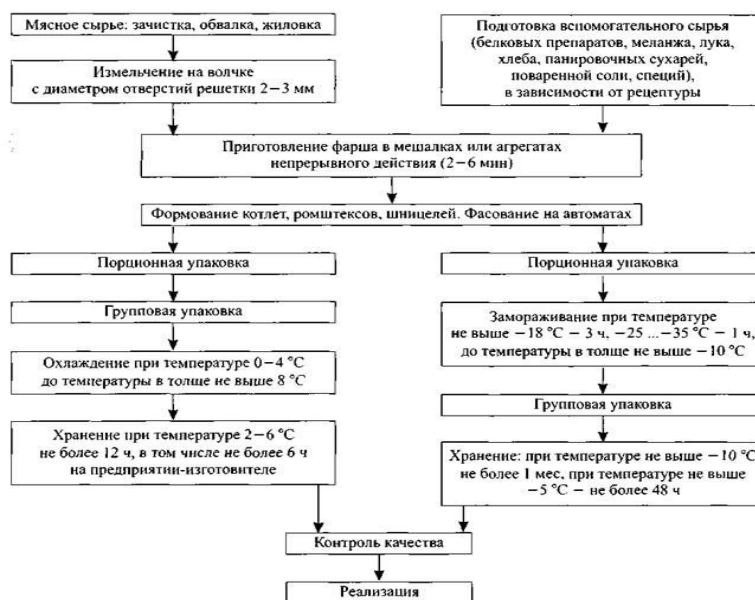 Мясное сырье: зачистка, обвалка, жиловка
Измельчение на волчке
с диаметром отверстий решетки 2−3 мм
Подготовка вспомогательного сырья
(белковых препаратов, меланжа, лука,
хлеба, панировочных сухарей,
поваренной соли, специй),
в зависимости от рецептуры
Приготовление фарша в мешалках или агрегатах
непрерывного действия (2−6 мин)
Формование котлет, ромштексов, шницелей. Фасование на автоматах
Порционная упаковка
Групповая упаковка
Охлаждение при температуре 0−4 °С
до температуры в толще не выше 8 °С
Хранение при температуре 2−6 °С
не более 12 ч, в том числе не более 6 ч
на предприятии-изготовителе
Порционная упаковка
Замораживание при температуре
не выше −18 °С − 3 ч, −25 ...−35 °С − 1 ч,
до температуры в толще не выше −10 °С
Групповая упаковка
Хранение: при температуре не выше −10 °С
не более 1 мес, при температуре не выше
−5 °С − не более 48 ч
Контроль качества
Реализация